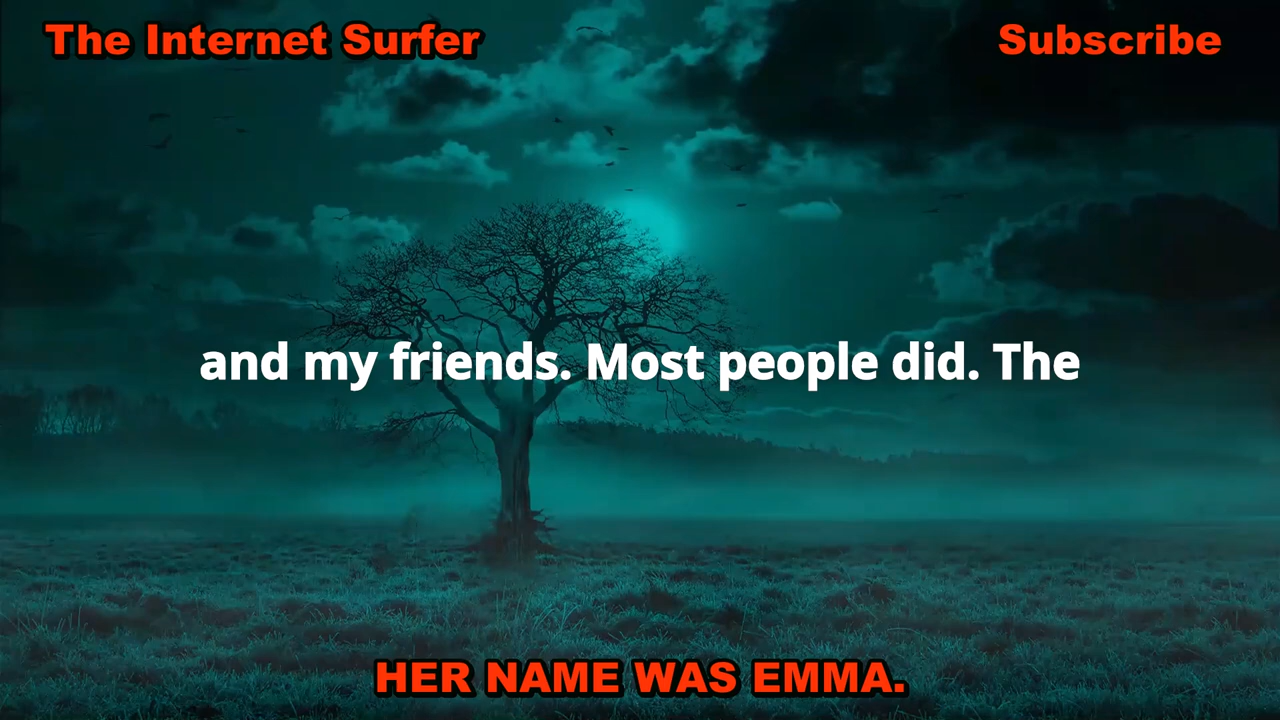 The Internet Surfer
Subscribe
and my friends. Most people did. The
HER NAME WAS EMMA.